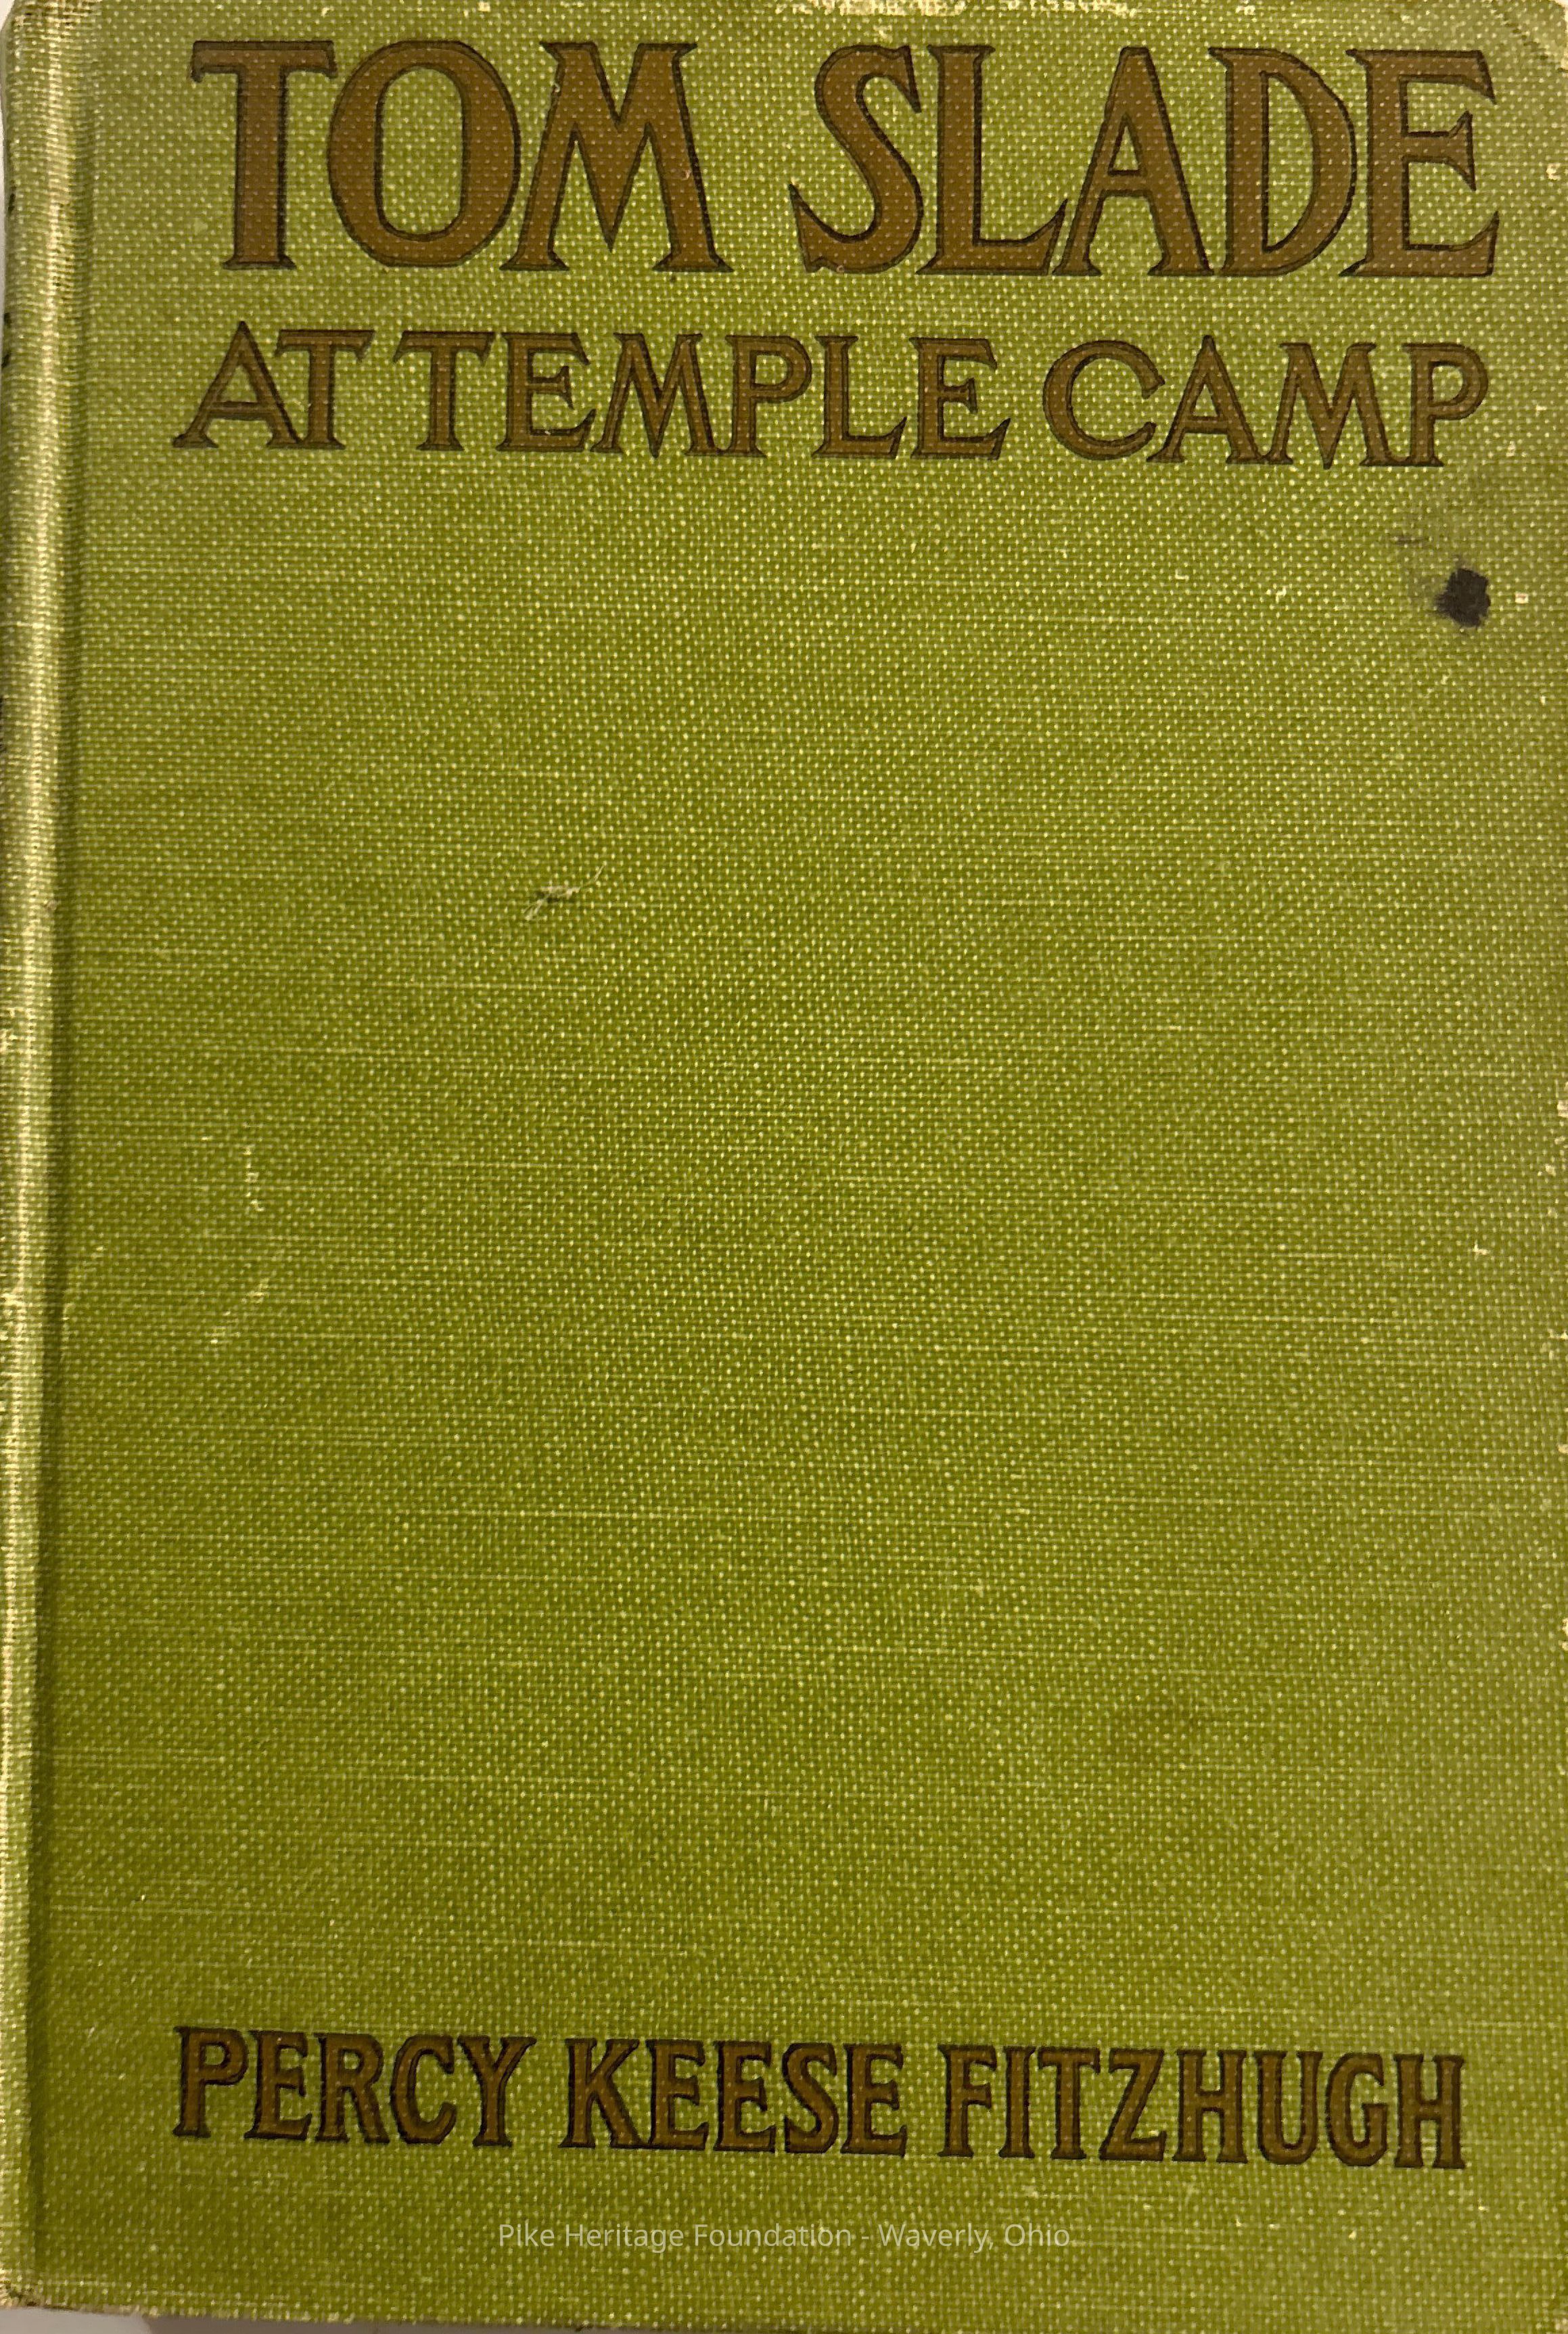 TOM SLADE
AT TEMPLE CAMP
PERCY KEESE FITZHUGH
Pike Heritage Foundation - Waverly, Ohio